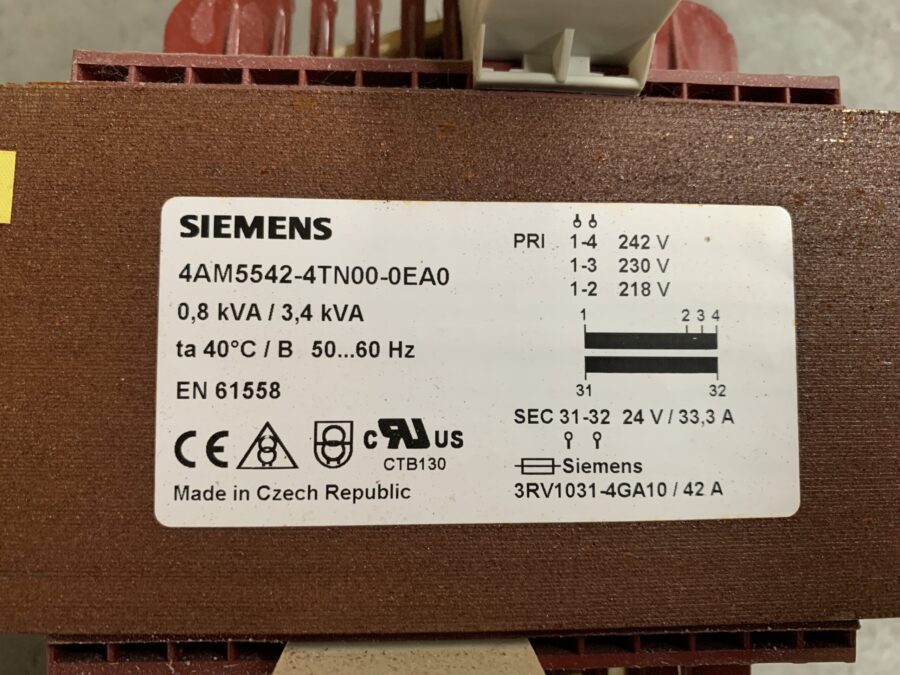 SIEMENS
4AM5542-4TN00-0EA0
0,8 kVA / 3,4 kVA
ta 40°C / B 50...60 Hz
EN 61558
CE
c RU US
CTB130
Made in Czech Republic
PRI 1-4 242 V
1-3 230 V
1-2 218 V
1 2 3 4
31 32
SEC 31-32 24 V / 33,3 A
Siemens
3RV1031-4GA10 / 42 A